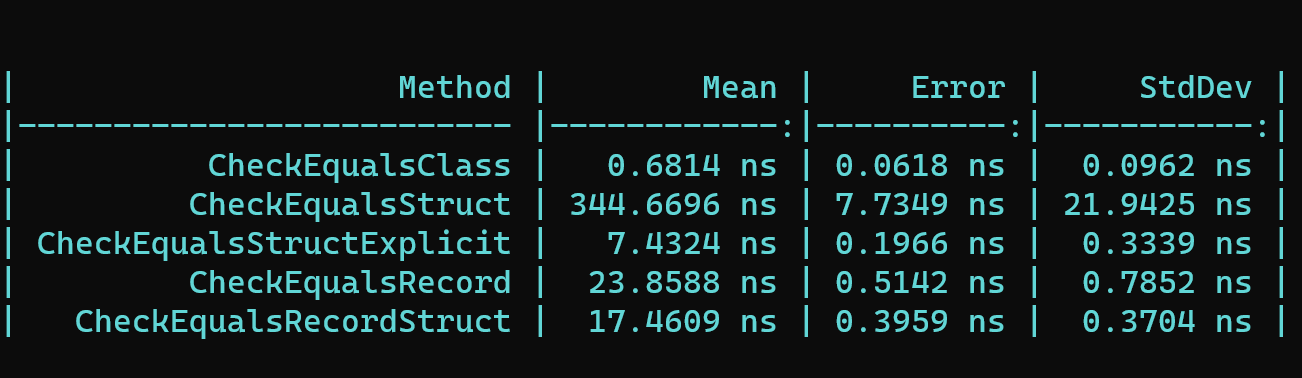 |                    Method |        Mean |     Error |     StdDev |
|-------------------------- |------------:|----------:|-----------:|
|          CheckEqualsClass |   0.6814 ns | 0.0618 ns |  0.0962 ns |
|         CheckEqualsStruct | 344.6696 ns | 7.7349 ns | 21.9425 ns |
| CheckEqualsStructExplicit |   7.4324 ns | 0.1966 ns |  0.3339 ns |
|         CheckEqualsRecord |  23.8588 ns | 0.5142 ns |  0.7852 ns |
|   CheckEqualsRecordStruct |  17.4609 ns | 0.3959 ns |  0.3704 ns |